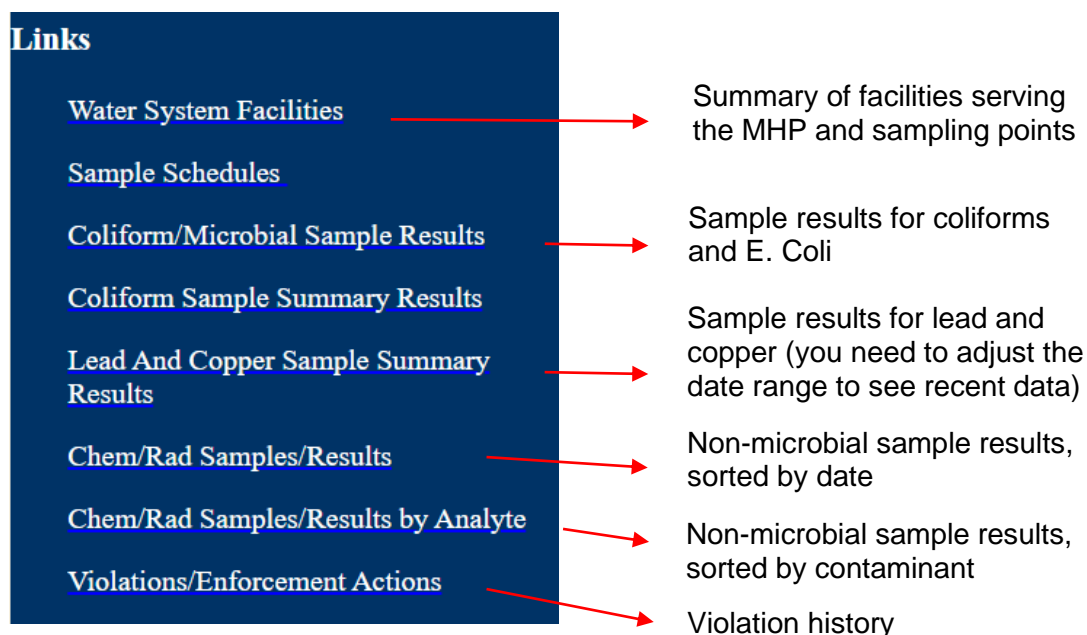 Links
Water System Facilities
Summary of facilities serving
the MHP and sampling points
Sample Schedules
Coliform/Microbial Sample Results
Sample results for coliforms
and E. Coli
Coliform Sample Summary Results
Lead And Copper Sample Summary
Results
Sample results for lead and
copper (you need to adjust the
date range to see recent data)
Chem/Rad Samples/Results
Non-microbial sample results,
sorted by date
Chem/Rad Samples/Results by Analyte
Non-microbial sample results,
sorted by contaminant
Violations/Enforcement Actions
Violation history